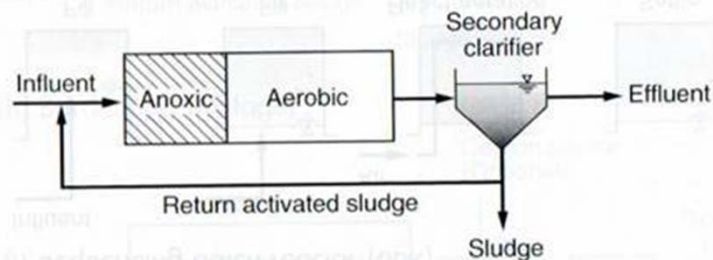 Secondary
clarifier
Influent
Anoxic
Aerobic
Effluent
Return activated sludge
Sludge